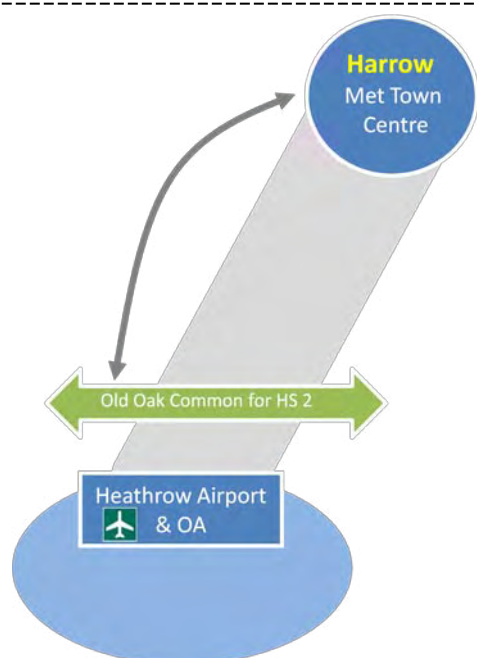 Harrow
Met Town
Centre
Old Oak Common for HS 2
Heathrow Airport
& OA